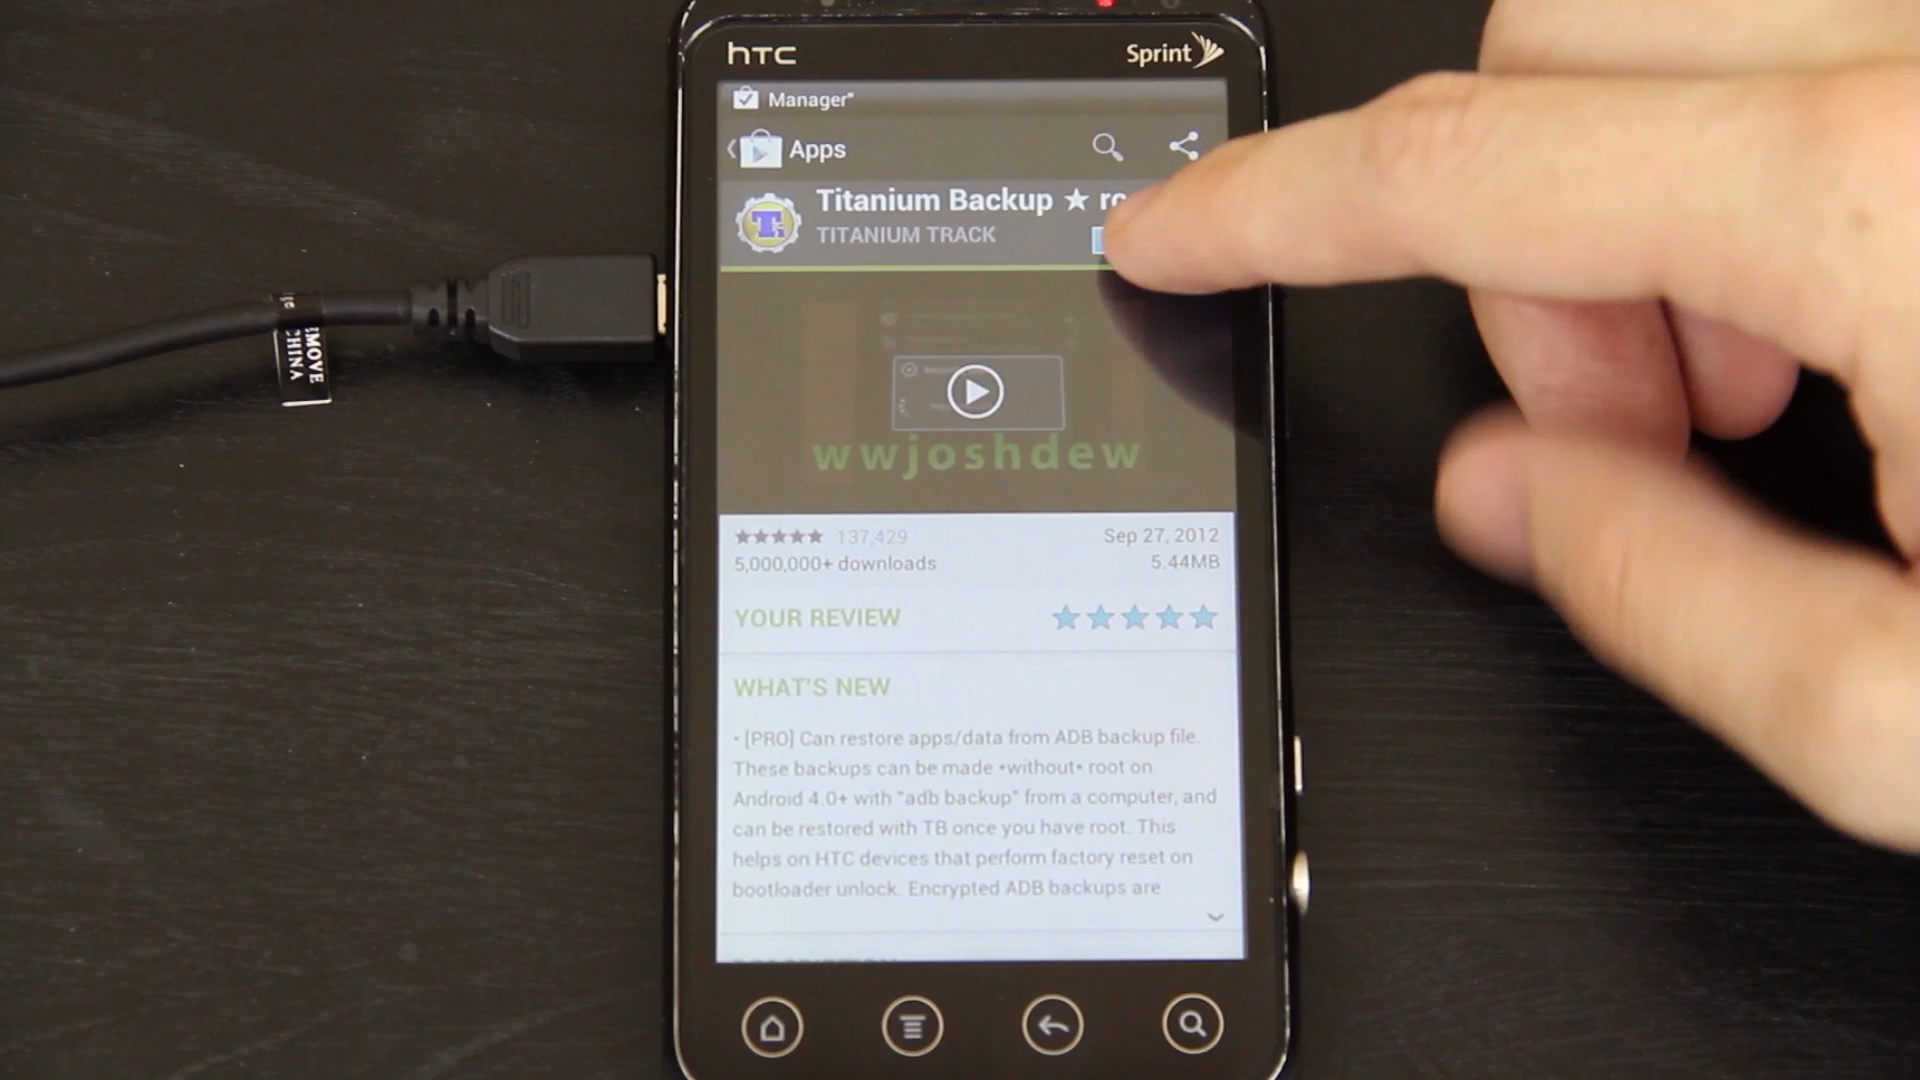 hTC
Sprint
Manager"
Apps
Titanium Backup ★
TITANIUM TRACK
wwjoshdew
137,429
Sep 27, 2012
5,000,000+ downloads
5.44MB
YOUR REVIEW
WHAT'S NEW
• [PRO] Can restore apps/data from ADB backup file.
These backups can be made *without* root on
Android 4.0+ with "adb backup" from a computer, and
can be restored with TB once you have root. This
helps on HTC devices that perform factory reset on
bootloader unlock. Encrypted ADB backups are
CHINA